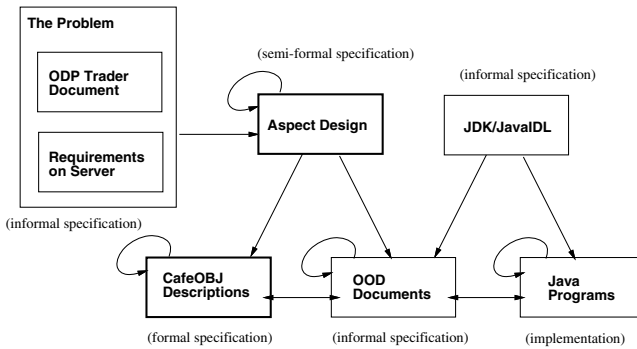 The Problem
ODP Trader
Document
Requirements
on Server
(informal specification)
(semi-formal specification)
Aspect Design
(informal specification)
JDK/JavaIDL
CafeOBJ
Descriptions
(formal specification)
OOD
Documents
(informal specification)
Java
Programs
(implementation)